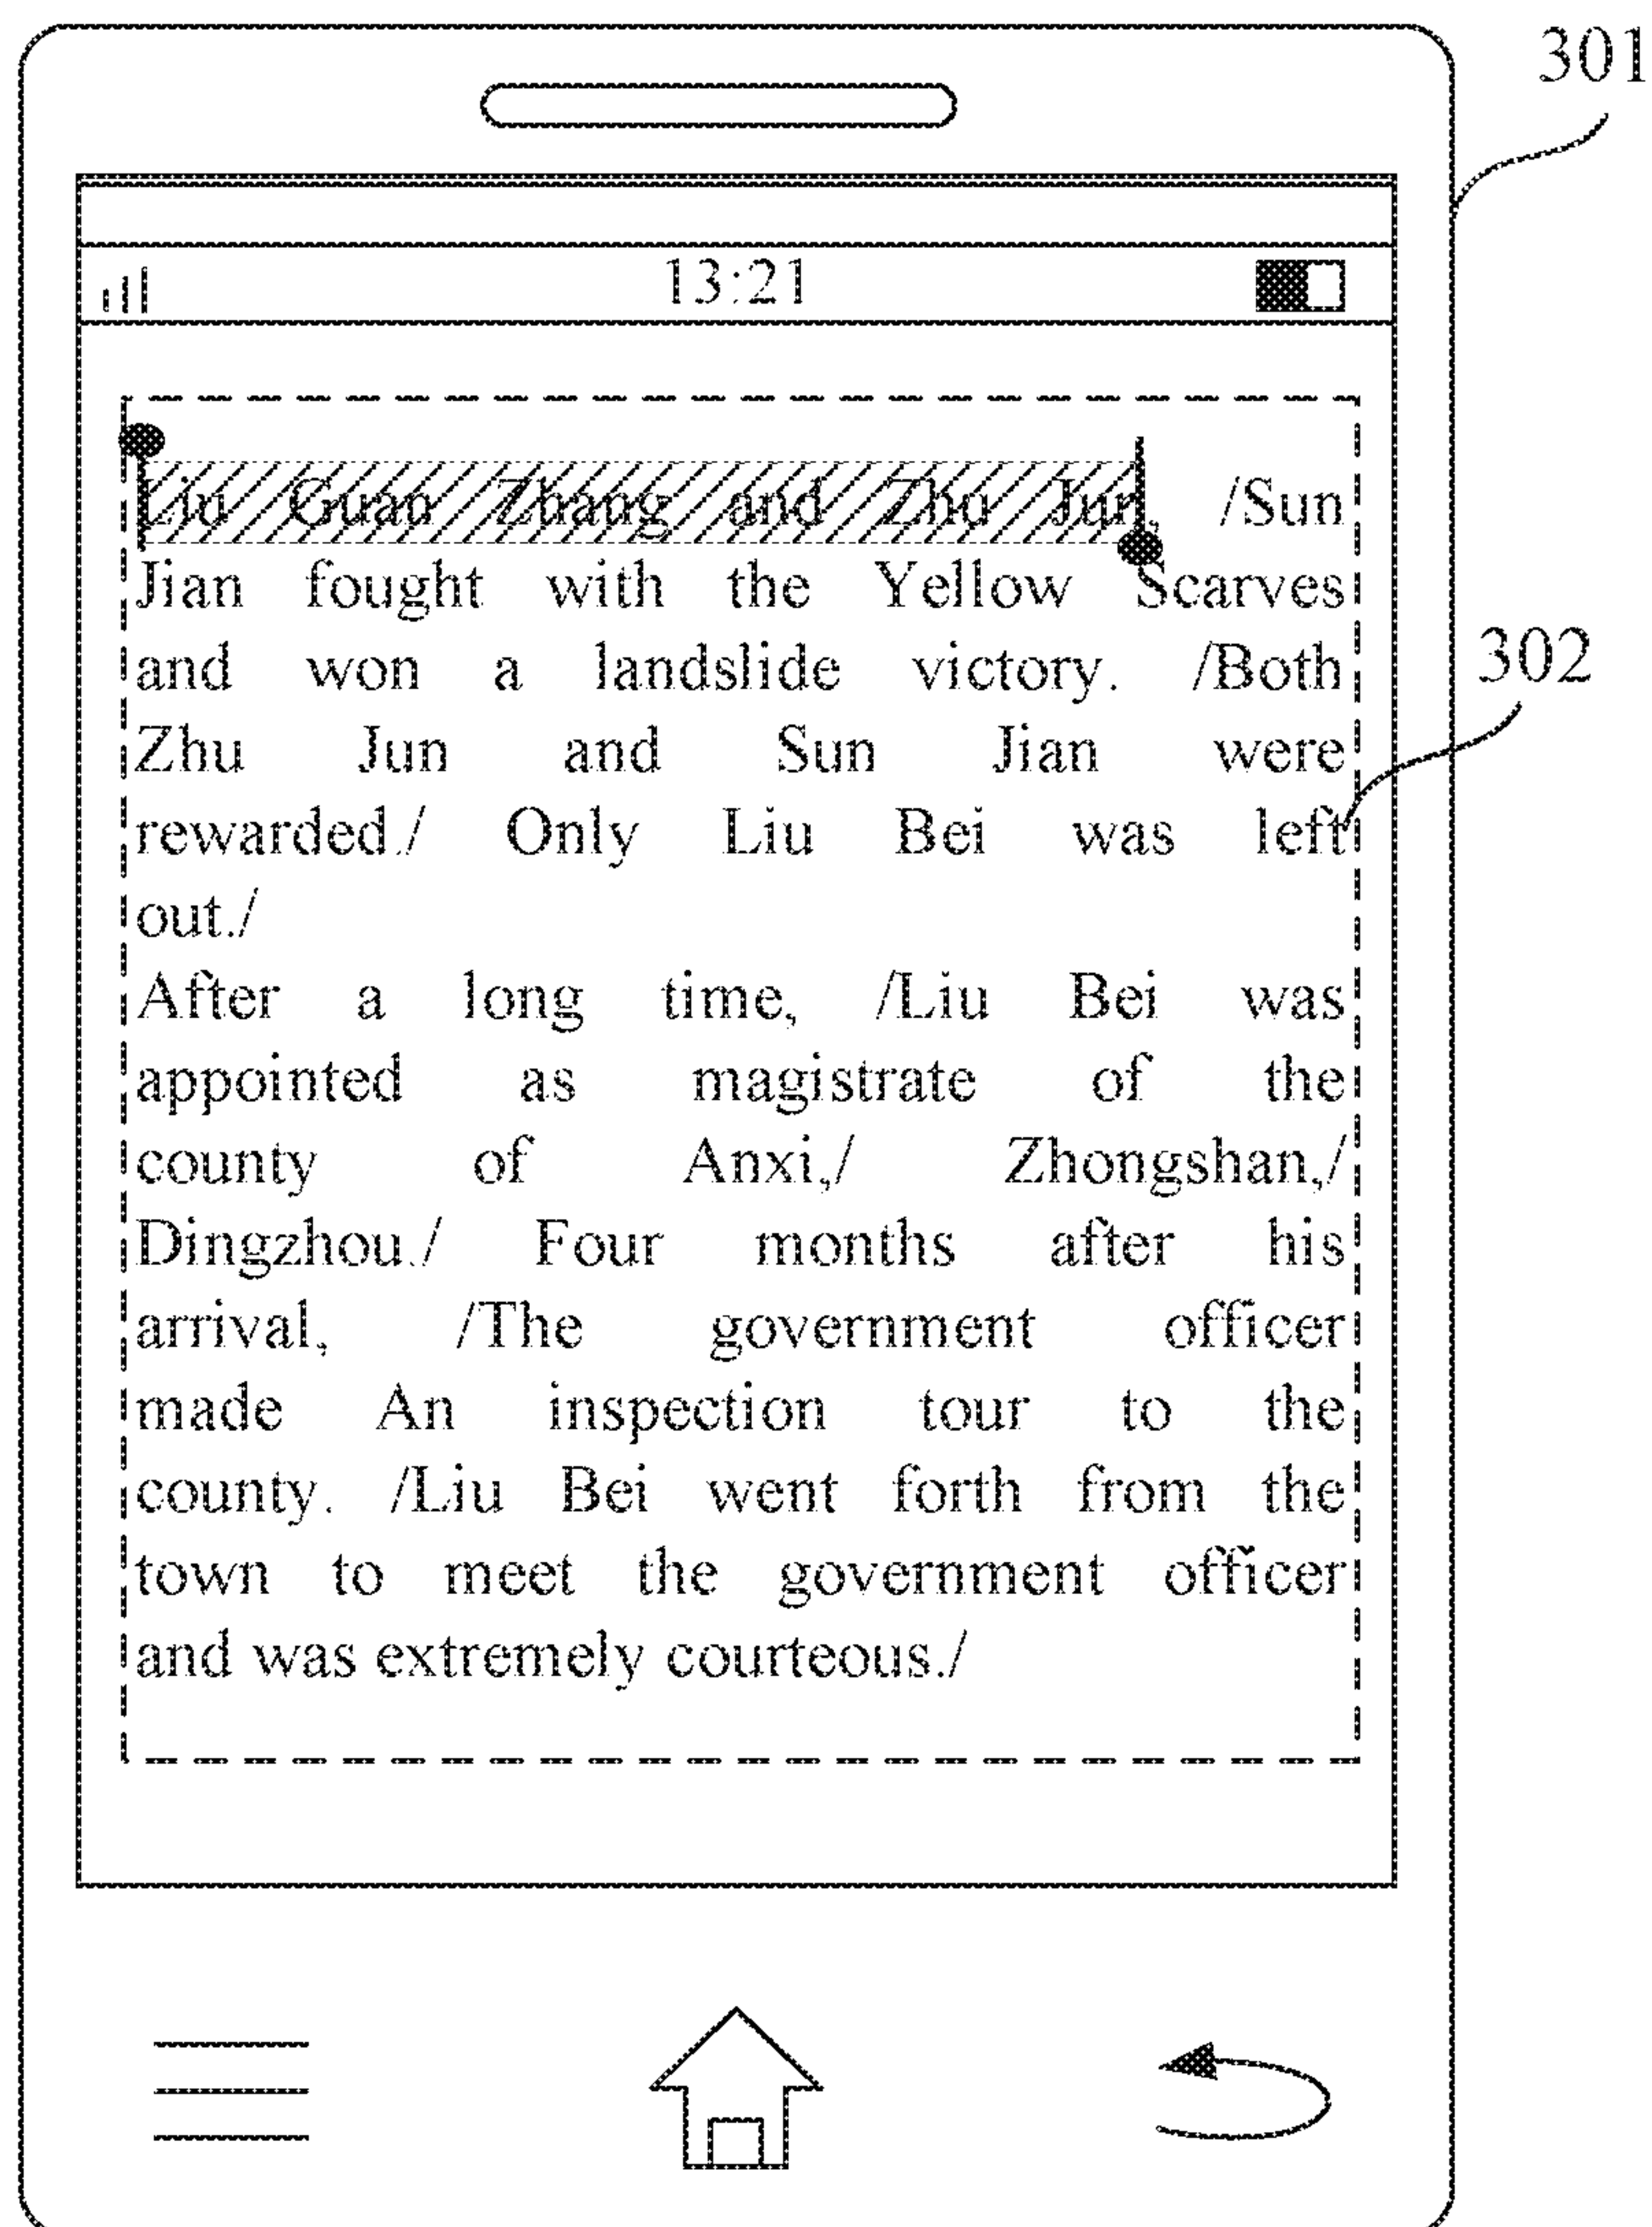 301
13:21
Liu Guan Zhang and Zhu Jun, /Sun
Jian fought with the Yellow Scarves
and won a landslide victory. /Both
302
Zhu Jun and Sun Jian were
rewarded./ Only Liu Bei was left
out./
After a long time, /Liu Bei was
appointed as magistrate of the
county of Anxi,/ Zhongshan,/
Dingzhou./ Four months after his
arrival, /The government officer
made An inspection tour to the
county. /Liu Bei went forth from the
town to meet the government officer
and was extremely courteous./